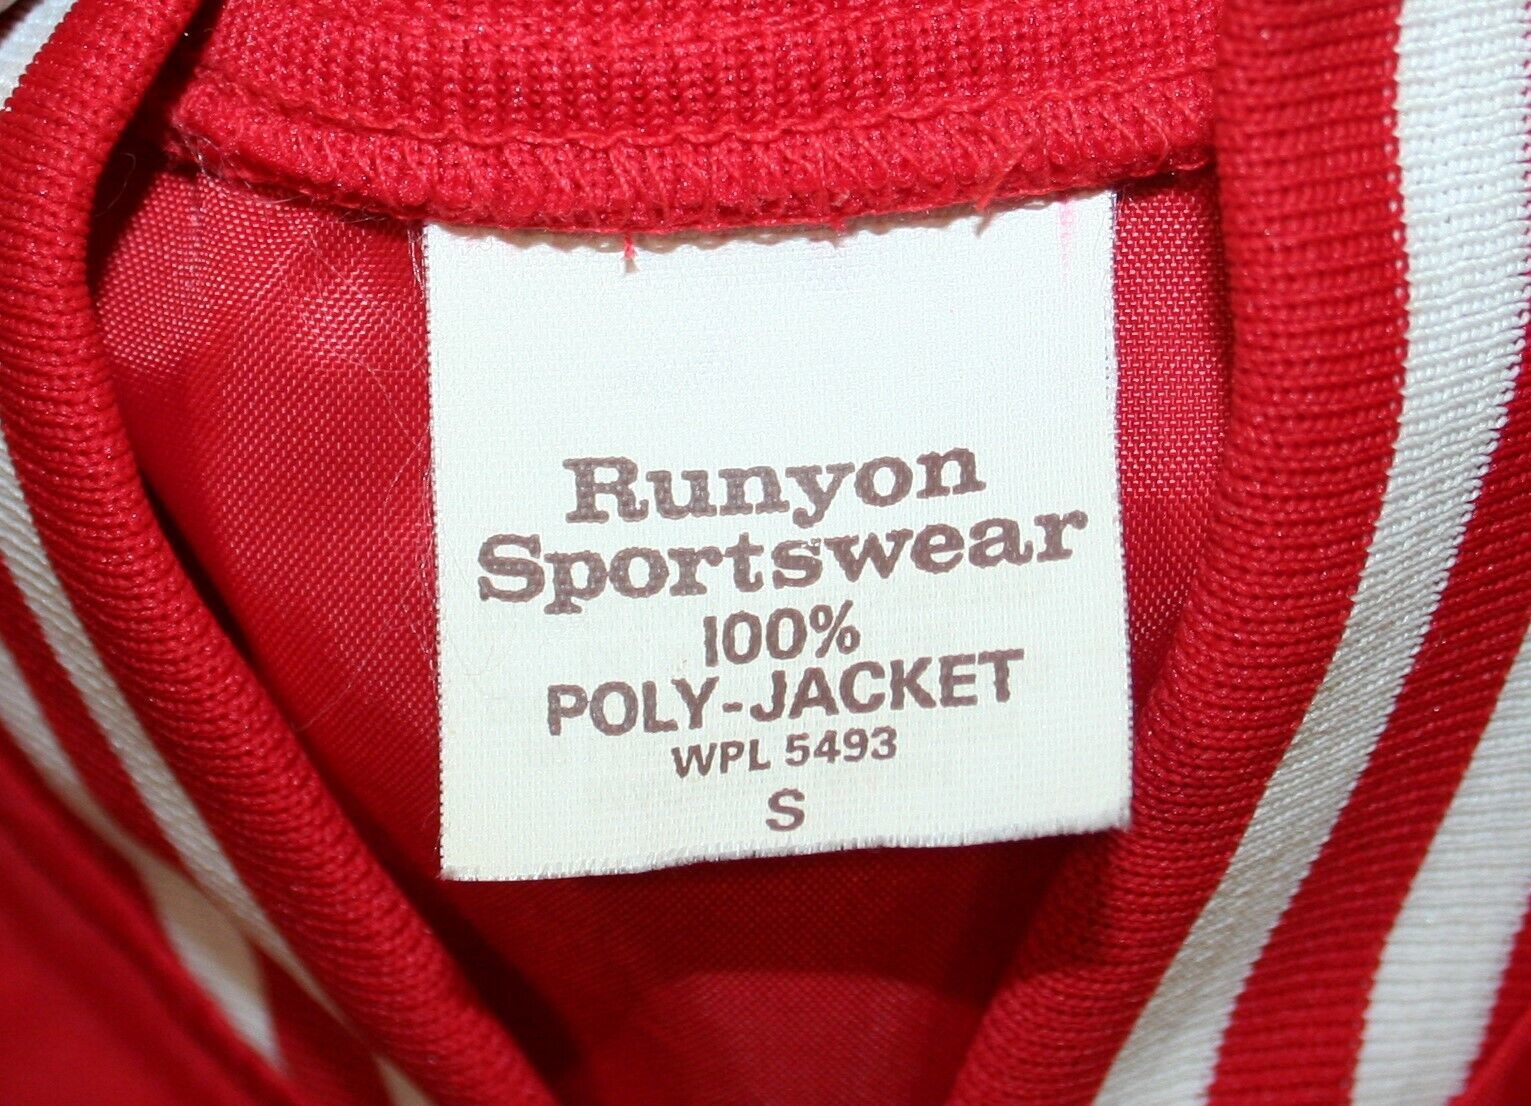 Runyon
Sportswear
100%
POLY-JACKET
WPL 5493
S